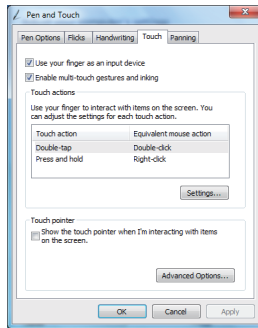 Pen and Touch
Pen Options Flicks Handwriting Touch Panning
Use your finger as an input device
Enable multi-touch gestures and inking
Touch actions
Use your finger to interact with items on the screen. You
can adjust the settings for each touch action.
Touch action Equivalent mouse action
Double-tap Double-click
Press and hold Right-click
Settings...
Touch pointer
Show the touch pointer when I'm interacting with items
on the screen.
Advanced Options...
OK Cancel Apply